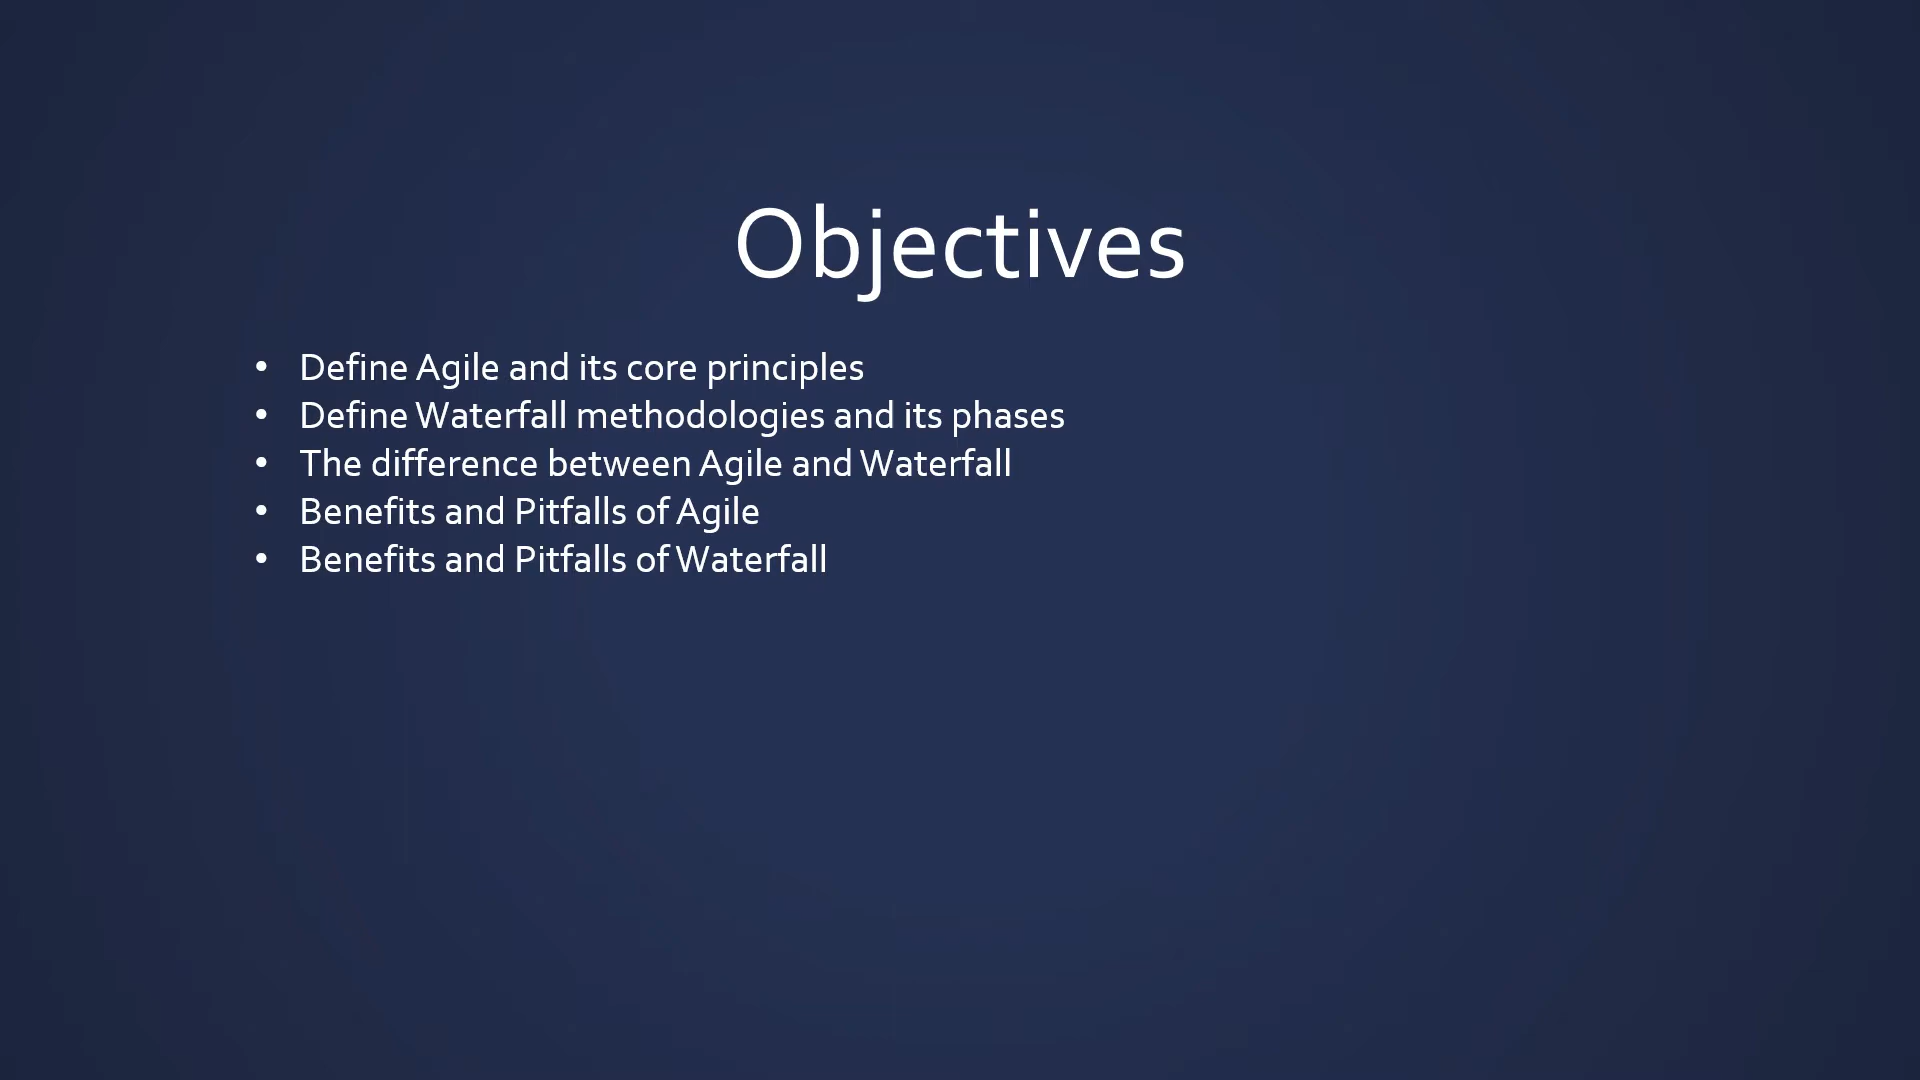 Objectives
• Define Agile and its core principles
• Define Waterfall methodologies and its phases
• The difference between Agile and Waterfall
• Benefits and Pitfalls of Agile
• Benefits and Pitfalls of Waterfall